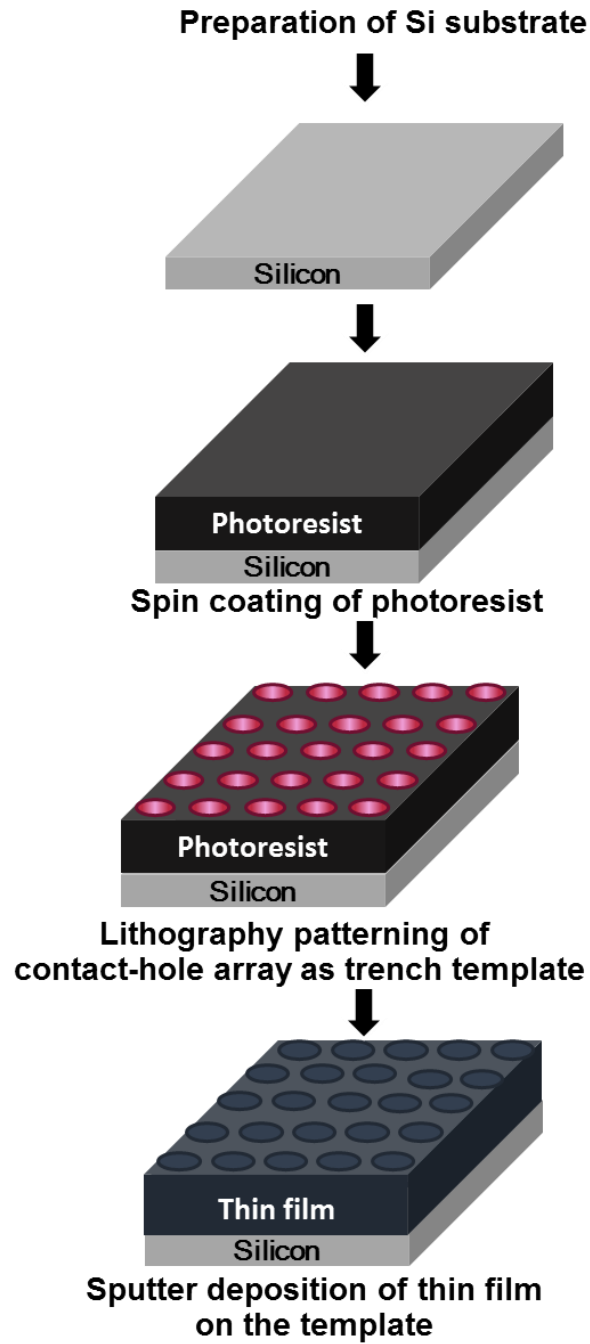 Preparation of Si substrate
Silicon
Photoresist
Silicon
Spin coating of photoresist
Photoresist
Silicon
Lithography patterning of
contact-hole array as trench template
Thin film
Silicon
Sputter deposition of thin film
on the template